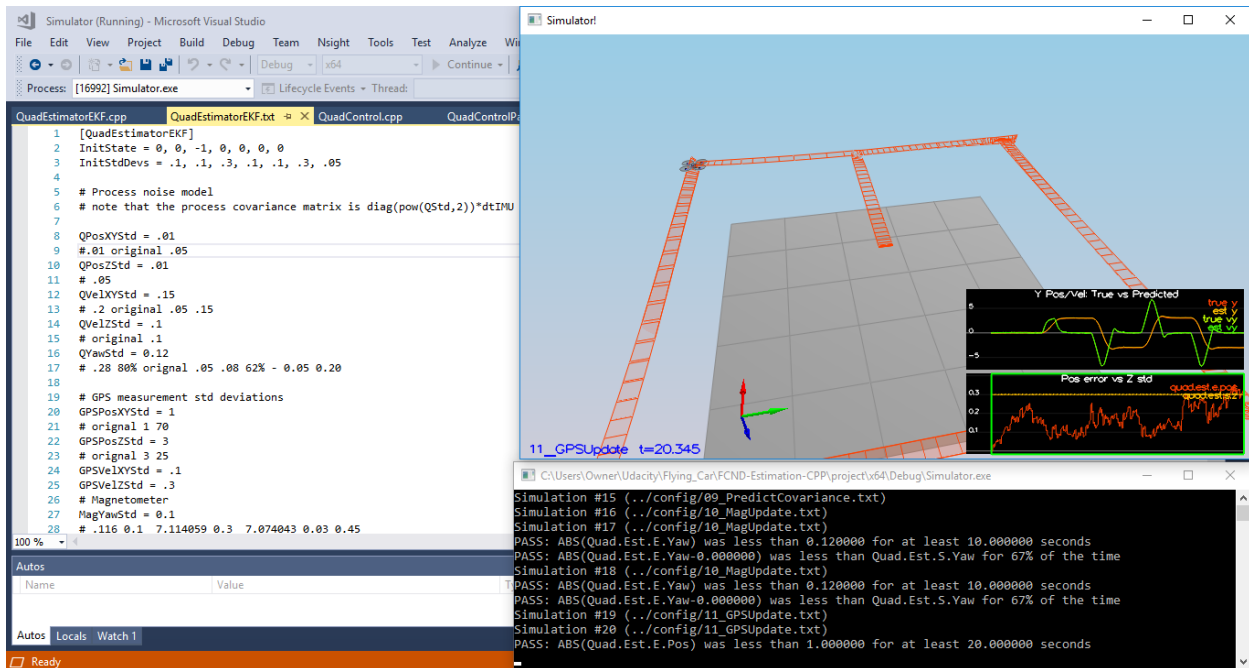 Simulator (Running) - Microsoft Visual Studio
File Edit View Project Build Debug Team Nsight Tools Test Analyze
Debug x64 Continue
Process: [16992] Simulator.exe Lifecycle Events Thread:
QuadEstimatorEKF.cpp QuadEstimatorEKF.txt QuadControl.cpp
1 [QuadEstimatorEKF]
2 InitState = 0, 0, -1, 0, 0, 0, 0
3 InitStdDevs = .1, .1, .3, .1, .1, .3, .05
4
5 # Process noise model
6 # note that the process covariance matrix is diag(pow(QStd,2))*dtIMU
7
8 QPosXYStd = .01
9 #.01 original .05
10 QPosZStd = .01
11 # .05
12 QVelXYStd = .15
13 # .2 original .05 .15
14 QVelZStd = .1
15 # original .1
16 QYawStd = 0.12
17 # .28 80% orignal .05 .08 62% - 0.05 0.20
18
19 # GPS measurement std deviations
20 GPSPosXYStd = 1
21 # orignal 1 70
22 GPSPosZStd = 3
23 # orignal 3 25
24 GPSVelXYStd = .1
25 GPSVelZStd = .3
26 # Magnetometer
27 MagYawStd = 0.1
28 # .116 0.1 7.114059 0.3 7.074043 0.03 0.45
100 %
Autos
Name Value
Autos Locals Watch 1
Ready
Simulator!
Y Pos/Vel: True vs Predicted
true y
est y
true vy
est vy
5
0
-5
Pos error vs Z std
quad.est.e.pos
0.3
0.1
11_GPSUpdate t=20.345
C:\Users\Owner\Udacity\Flying_Car\FCND-Estimation-CPP\project\x64\Debug\Simulator.exe
Simulation #15 (../config/09_PredictCovariance.txt)
Simulation #16 (../config/10_MagUpdate.txt)
Simulation #17 (../config/10_MagUpdate.txt)
PASS: ABS(Quad.Est.E.Yaw) was less than 0.120000 for at least 10.000000 seconds
PASS: ABS(Quad.Est.E.Yaw-0.000000) was less than Quad.Est.S.Yaw for 67% of the time
Simulation #18 (../config/10_MagUpdate.txt)
PASS: ABS(Quad.Est.E.Yaw) was less than 0.120000 for at least 10.000000 seconds
PASS: ABS(Quad.Est.E.Yaw-0.000000) was less than Quad.Est.S.Yaw for 67% of the time
Simulation #19 (../config/11_GPSUpdate.txt)
Simulation #20 (../config/11_GPSUpdate.txt)
PASS: ABS(Quad.Est.E.Pos) was less than 1.000000 for at least 20.000000 seconds